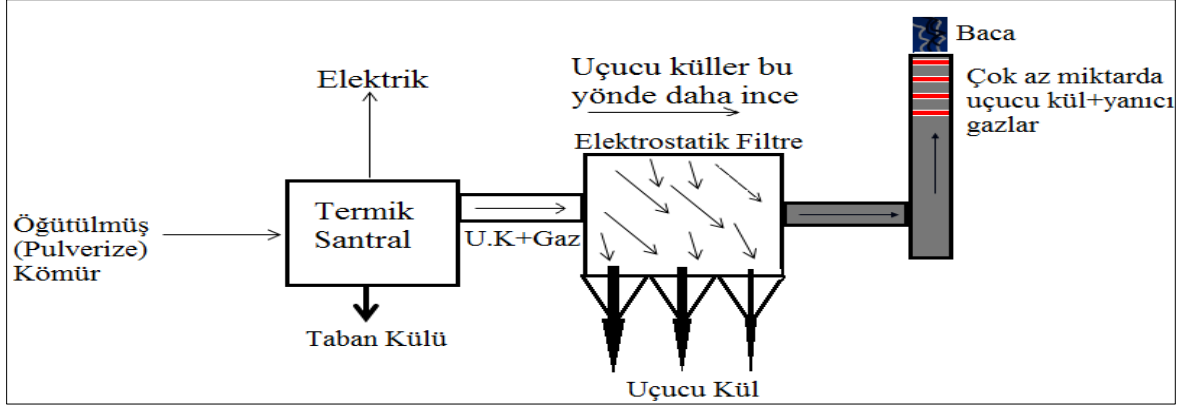 Öğütülmüş
(Pulverize)
Kömür
Elektrik
Termik
Santral
Taban Külü
U.K+Gaz
Uçucu küller bu
yönde daha ince
Elektrostatik Filtre
Uçucu Kül
Baca
Çok az miktarda
uçucu kül+yanıcı
gazlar